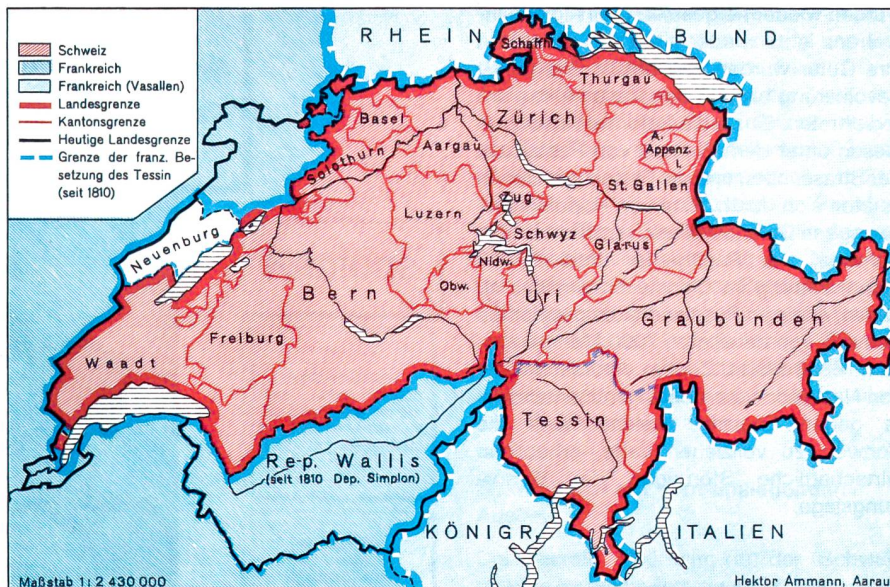 RHEIN BUND
Schweiz
Frankreich
Frankreich (Vasallen)
Landesgrenze
Kantonsgrenze
Heutige Landesgrenze
Grenze der franz. Be-
setzung des Tessin
(seit 1810)
Schaffh.
Thurgau
Basel
Zürich
Aargau
Solothurn
A.
Appenz.
I.
St. Gallen
Luzern
Zug
Schwyz
Glarus
Neuenburg
Nidw.
Bern
Obw.
Uri
Graubünden
Freiburg
Waadt
Tessin
Rep. Wallis
(seit 1810 Dep. Simplon)
KÖNIGR. ITALIEN
Maßstab 1: 2 430 000
Hektor Ammann, Aarau